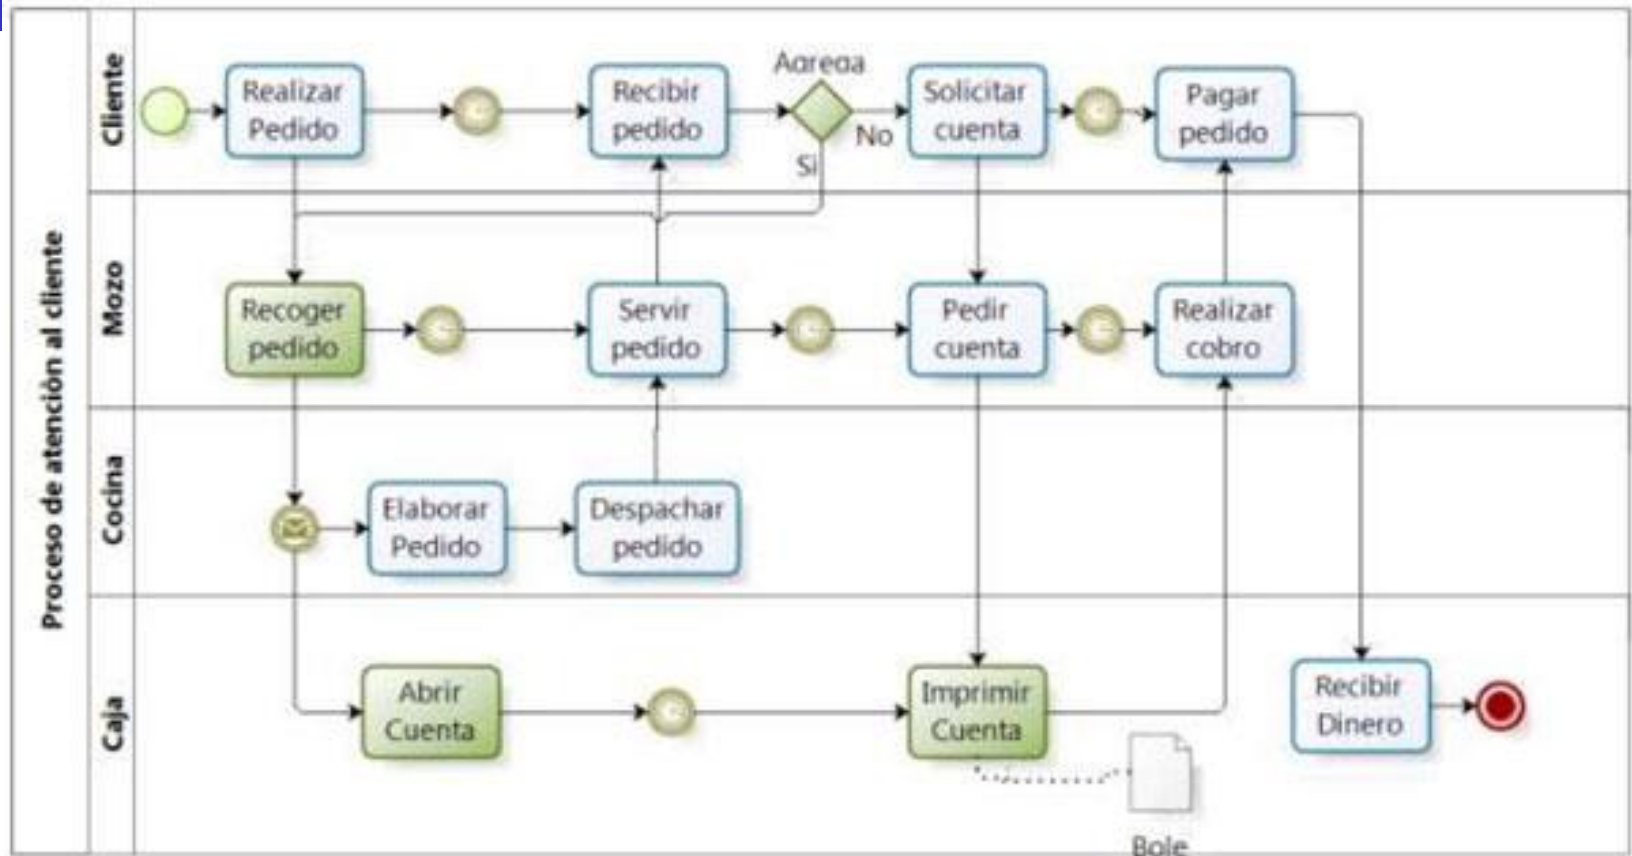 Proceso de atención al cliente
Cliente
Realizar
Pedido
Recibir
pedido
Agrega
No
Si
Solicitar
cuenta
Pagar
pedido
Mozo
Recoger
pedido
Servir
pedido
Pedir
cuenta
Realizar
cobro
Cocina
Elaborar
Pedido
Despachar
pedido
Caja
Abrir
Cuenta
Imprimir
Cuenta
Recibir
Dinero
Bole